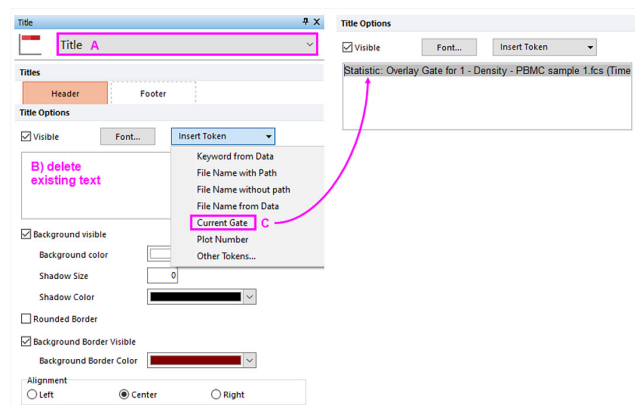 Title
Title A
Titles
Header Footer
Title Options
Visible Font... Insert Token
B) delete
existing text
Keyword from Data
File Name with Path
File Name without path
File Name from Data
Current Gate C
Plot Number
Other Tokens...
Background visible
Background color
Shadow Size 0
Shadow Color
Rounded Border
Background Border Visible
Background Border Color
Alignment
Left Center Right
Title Options
Visible Font... Insert Token
Statistic: Overlay Gate for 1 - Density - PBMC sample 1.fcs (Time